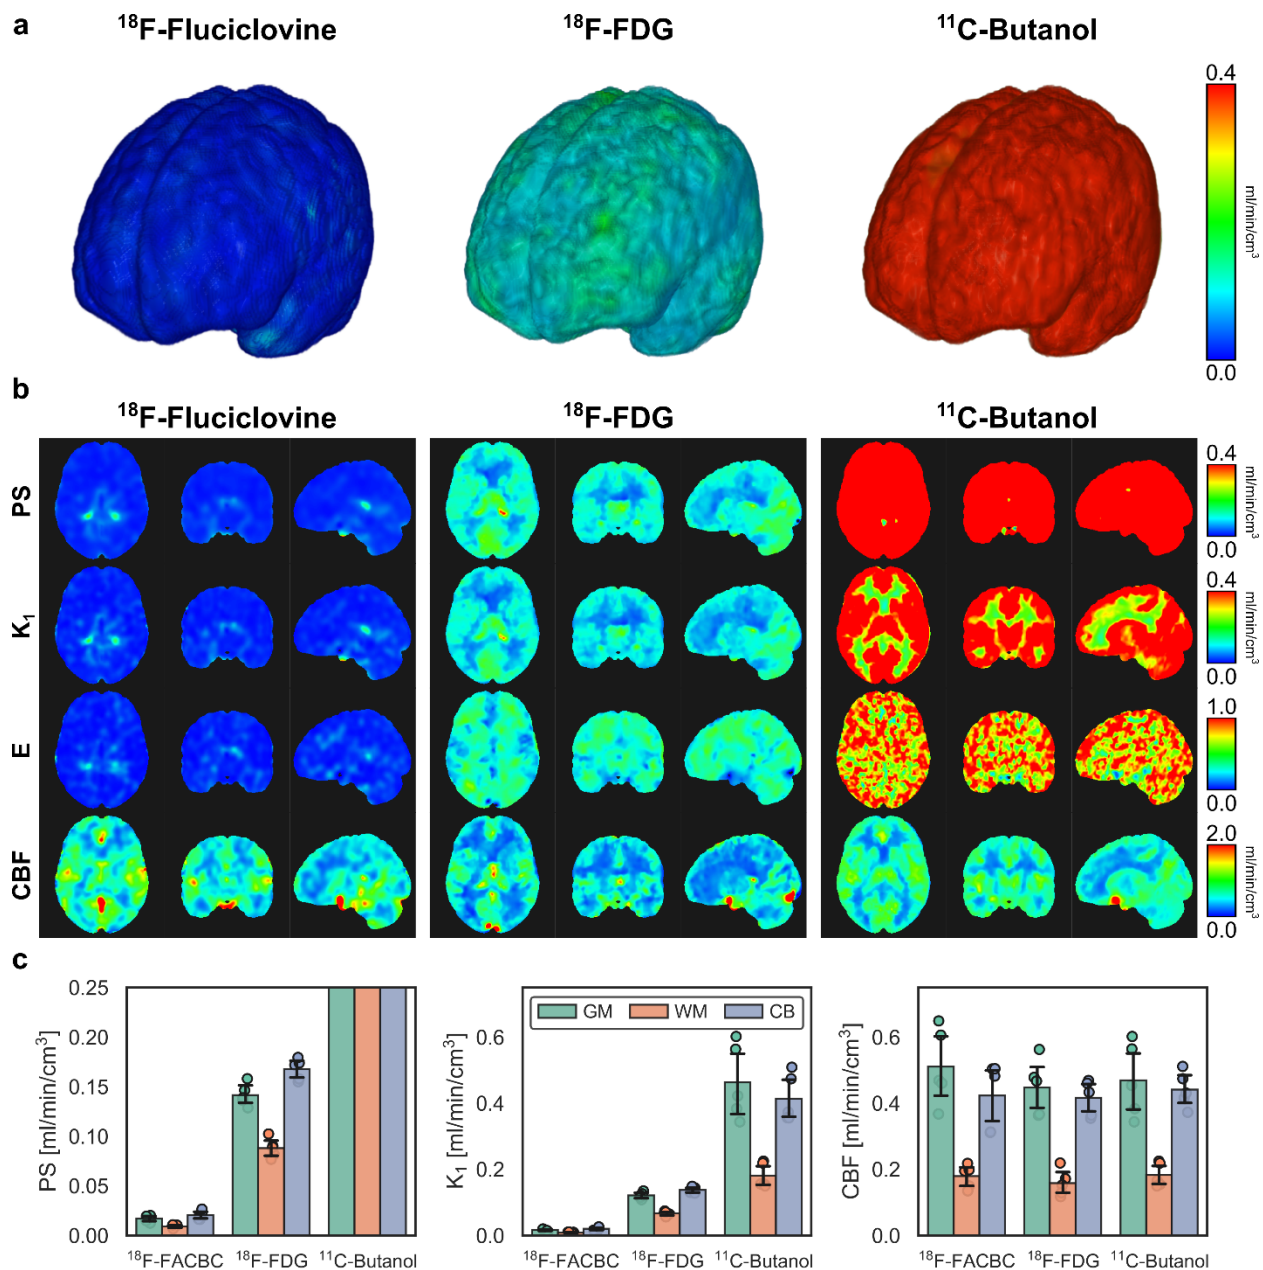 a
¹⁸F-Fluciclovine ¹⁸F-FDG ¹¹C-Butanol
0.4
ml/min/cm³
0.0
b
¹⁸F-Fluciclovine ¹⁸F-FDG ¹¹C-Butanol
PS
0.4
ml/min/cm³
0.0
K₁
0.4
ml/min/cm³
0.0
E
1.0
0.0
CBF
2.0
ml/min/cm³
0.0
c
PS [ml/min/cm³]
0.25
0.20
0.15
0.10
0.05
0.00
¹⁸F-FACBC ¹⁸F-FDG ¹¹C-Butanol
K₁ [ml/min/cm³]
GM WM CB
0.6
0.4
0.2
0.0
¹⁸F-FACBC ¹⁸F-FDG ¹¹C-Butanol
CBF [ml/min/cm³]
0.6
0.4
0.2
0.0
¹⁸F-FACBC ¹⁸F-FDG ¹¹C-Butanol